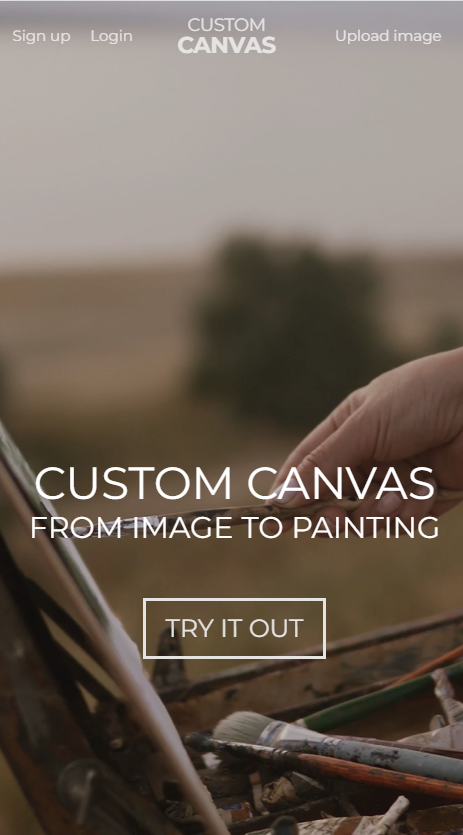 Sign up
Login
CUSTOM
CANVAS
Upload image
CUSTOM CANVAS
FROM IMAGE TO PAINTING
TRY IT OUT